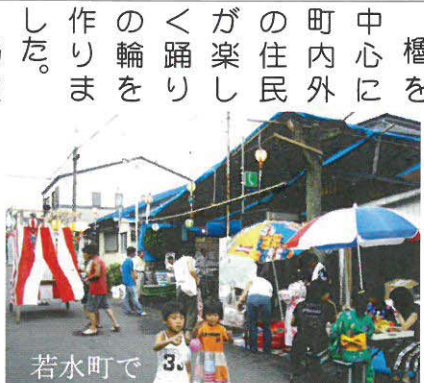 櫓を
中心に
町内外
の住民
が楽し
く踊り
の輪を
作りま
した。
若水町で